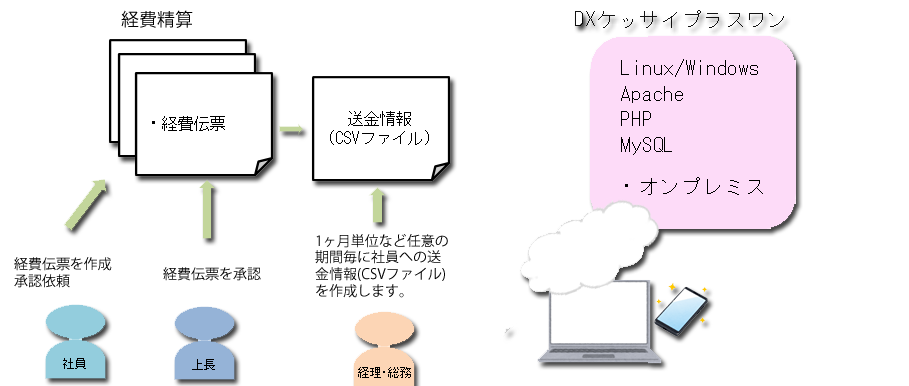 経費精算
・経費伝票
送金情報
(CSVファイル)
経費伝票を作成
承認依頼
経費伝票を承認
1ヶ月単位など任意の
期間毎に社員への送
金情報(CSVファイル)
を作成します。
社員
上長
経理・総務
DXケッサイプラスワン
Linux/Windows
Apache
PHP
MySQL
・オンプレミス